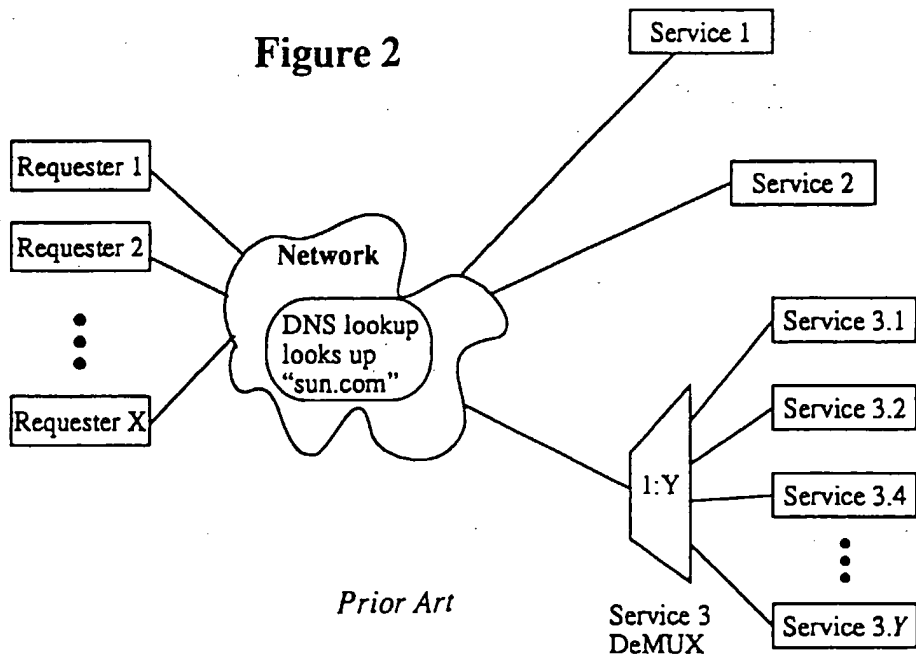 Figure 2
Service 1
Requester 1
Service 2
Requester 2
Network
DNS lookup
looks up
“sun.com”
Service 3.1
Requester X
Service 3.2
1:Y
Service 3.4
Prior Art
Service 3
DeMUX
Service 3.Y